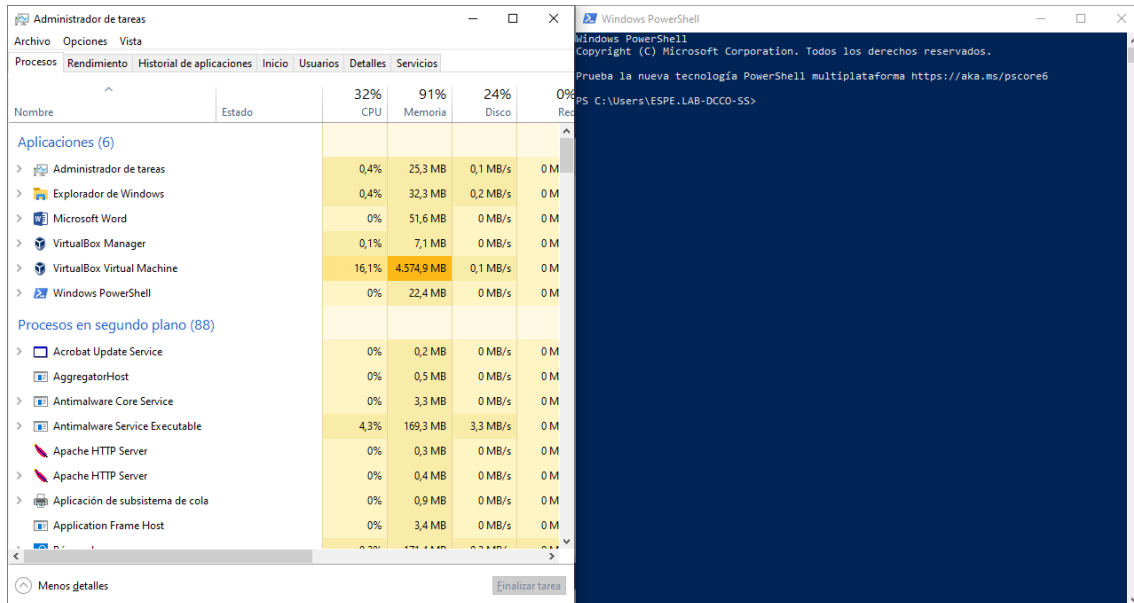 Administrador de tareas
Archivo Opciones Vista
Procesos Rendimiento Historial de aplicaciones Inicio Usuarios Detalles Servicios
32% 91% 24% 0%
Nombre Estado CPU Memoria Disco Red
Aplicaciones (6)
Administrador de tareas 0,4% 25,3 MB 0,1 MB/s 0 M
Explorador de Windows 0,4% 32,3 MB 0,2 MB/s 0 M
Microsoft Word 0% 51,6 MB 0 MB/s 0 M
VirtualBox Manager 0,1% 7,1 MB 0 MB/s 0 M
VirtualBox Virtual Machine 16,1% 4.574,9 MB 0,1 MB/s 0 M
Windows PowerShell 0% 22,4 MB 0 MB/s 0 M
Procesos en segundo plano (88)
Acrobat Update Service 0% 0,2 MB 0 MB/s 0 M
AggregatorHost 0% 0,5 MB 0 MB/s 0 M
Antimalware Core Service 0% 3,3 MB 0 MB/s 0 M
Antimalware Service Executable 4,3% 169,3 MB 3,3 MB/s 0 M
Apache HTTP Server 0% 0,3 MB 0 MB/s 0 M
Apache HTTP Server 0% 0,4 MB 0 MB/s 0 M
Aplicación de subsistema de cola 0% 0,9 MB 0 MB/s 0 M
Application Frame Host 0% 3,4 MB 0 MB/s 0 M
Menos detalles
Finalizar tarea
Windows PowerShell
Windows PowerShell
Copyright (C) Microsoft Corporation. Todos los derechos reservados.
Prueba la nueva tecnología PowerShell multiplataforma https://aka.ms/pscore6
PS C:\Users\ESPE.LAB-DCCO-SS>